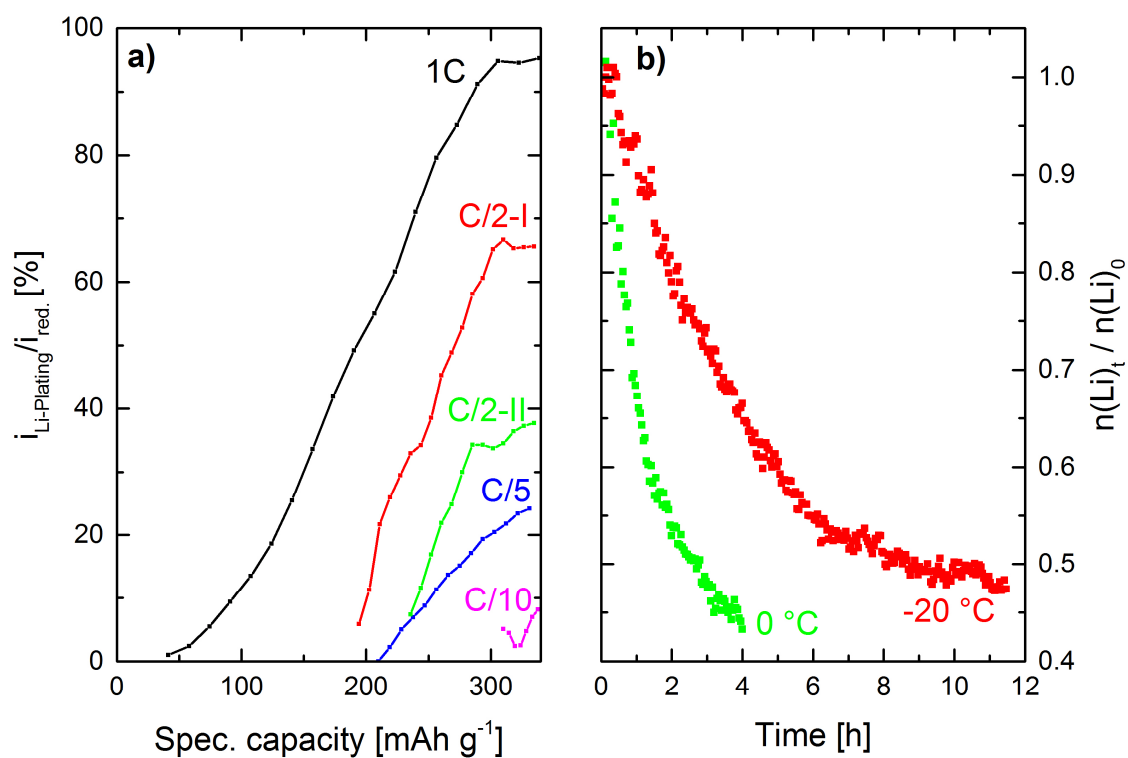 a)
1C
C/2-I
C/2-II
C/5
C/10
100
80
60
40
20
0
i_Li-Plating/i_red. [%]
0 100 200 300
Spec. capacity [mAh g⁻¹]
b)
0 °C
-20 °C
1.0
0.9
0.8
0.7
0.6
0.5
0.4
n(Li)ₜ / n(Li)₀
0 2 4 6 8 10 12
Time [h]